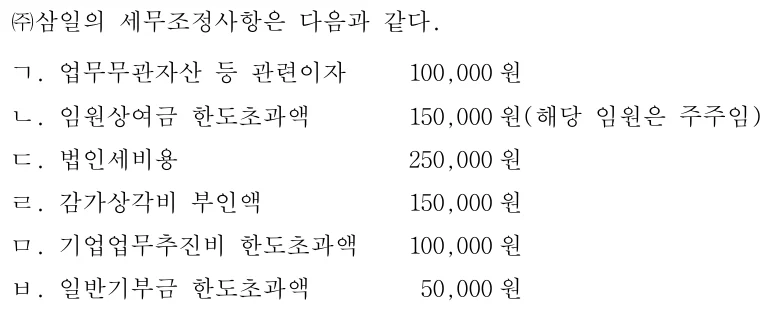 ㈜삼일의 세무조정사항은 다음과 같다.
ㄱ. 업무무관자산 등 관련이자 100,000 원
ㄴ. 임원상여금 한도초과액 150,000 원(해당 임원은 주주임)
ㄷ. 법인세비용 250,000 원
ㄹ. 감가상각비 부인액 150,000 원
ㅁ. 기업업무추진비 한도초과액 100,000 원
ㅂ. 일반기부금 한도초과액 50,000 원